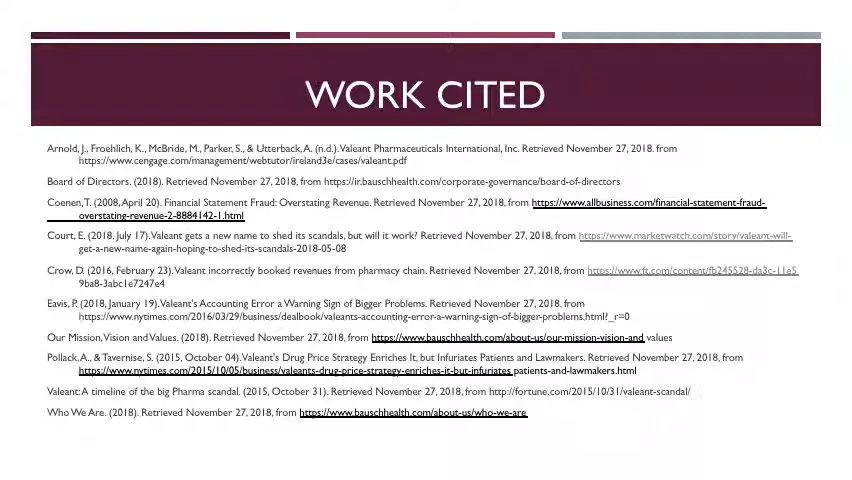 WORK CITED
Arnold, J., Froehlich, K., McBride, M., Parker, S., & Utterback, A. (n.d.). Valeant Pharmaceuticals International, Inc. Retrieved November 27, 2018. from
https://www.cengage.com/management/webtutor/ireland3e/cases/valeant.pdf
Board of Directors. (2018). Retrieved November 27, 2018, from https://ir.bauschhealth.com/corporate-governance/board-of-directors
Coenen, T. (2008, April 20). Financial Statement Fraud: Overstating Revenue. Retrieved November 27, 2018, from https://www.allbusiness.com/financial-statement-fraud-
overstating-revenue-2-8884142-1.html
Court, E. (2018, July 17). Valeant gets a new name to shed its scandals, but will it work? Retrieved November 27, 2018, from https://www.marketwatch.com/story/valeant-will-
get-a-new-name-again-hoping-to-shed-its-scandals-2018-05-08
Crow, D. (2016, February 23). Valeant incorrectly booked revenues from pharmacy chain. Retrieved November 27, 2018, from https://www.ft.com/content/fb245528-da3c-11e5
9ba8-3abc1e7247e4
Eavis, P. (2018, January 19). Valeant's Accounting Error a Warning Sign of Bigger Problems. Retrieved November 27, 2018, from
https://www.nytimes.com/2016/03/29/business/dealbook/valeants-accounting-error-a-warning-sign-of-bigger-problems.html?_r=0
Our Mission, Vision and Values. (2018). Retrieved November 27, 2018, from https://www.bauschhealth.com/about-us/our-mission-vision-and values
Pollack, A., & Tavernise, S. (2015, October 04). Valeant's Drug Price Strategy Enriches It, but Infuriates Patients and Lawmakers. Retrieved November 27, 2018, from
https://www.nytimes.com/2015/10/05/business/valeants-drug-price-strategy-enriches-it-but-infuriates patients-and-lawmakers.html
Valeant: A timeline of the big Pharma scandal. (2015, October 31). Retrieved November 27, 2018, from http://fortune.com/2015/10/31/valeant-scandal/
Who We Are. (2018). Retrieved November 27, 2018, from https://www.bauschhealth.com/about-us/who-we-are